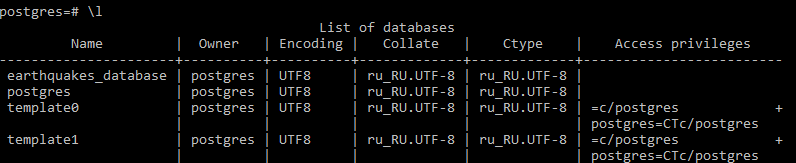 postgres=# \l
                                  List of databases
        Name         |  Owner   | Encoding |   Collate   |    Ctype    |   Access privileges
---------------------+----------+----------+-------------+-------------+-----------------------
 earthquakes_database | postgres | UTF8     | ru_RU.UTF-8 | ru_RU.UTF-8 |
 postgres            | postgres | UTF8     | ru_RU.UTF-8 | ru_RU.UTF-8 |
 template0           | postgres | UTF8     | ru_RU.UTF-8 | ru_RU.UTF-8 | =c/postgres          +
                     |          |          |             |             | postgres=CTc/postgres
 template1           | postgres | UTF8     | ru_RU.UTF-8 | ru_RU.UTF-8 | =c/postgres          +
                     |          |          |             |             | postgres=CTc/postgres